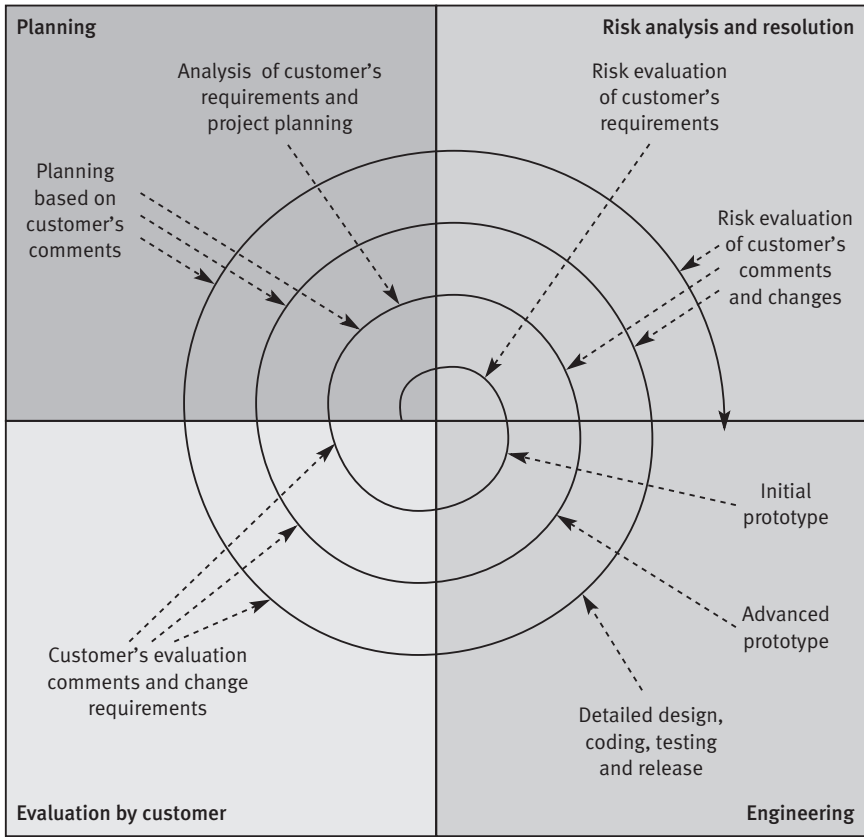 Planning
Risk analysis and resolution
Analysis of customer's
requirements and
project planning
Risk evaluation
of customer's
requirements
Planning
based on
customer's
comments
Risk evaluation
of customer's
comments
and changes
Initial
prototype
Advanced
prototype
Customer's evaluation
comments and change
requirements
Detailed design,
coding, testing
and release
Evaluation by customer
Engineering